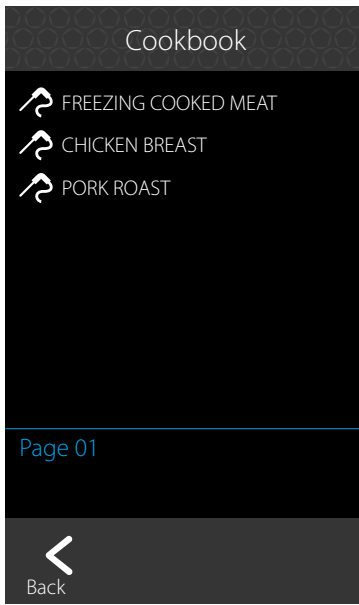 Cookbook
FREEZING COOKED MEAT
CHICKEN BREAST
PORK ROAST
Page 01
Back